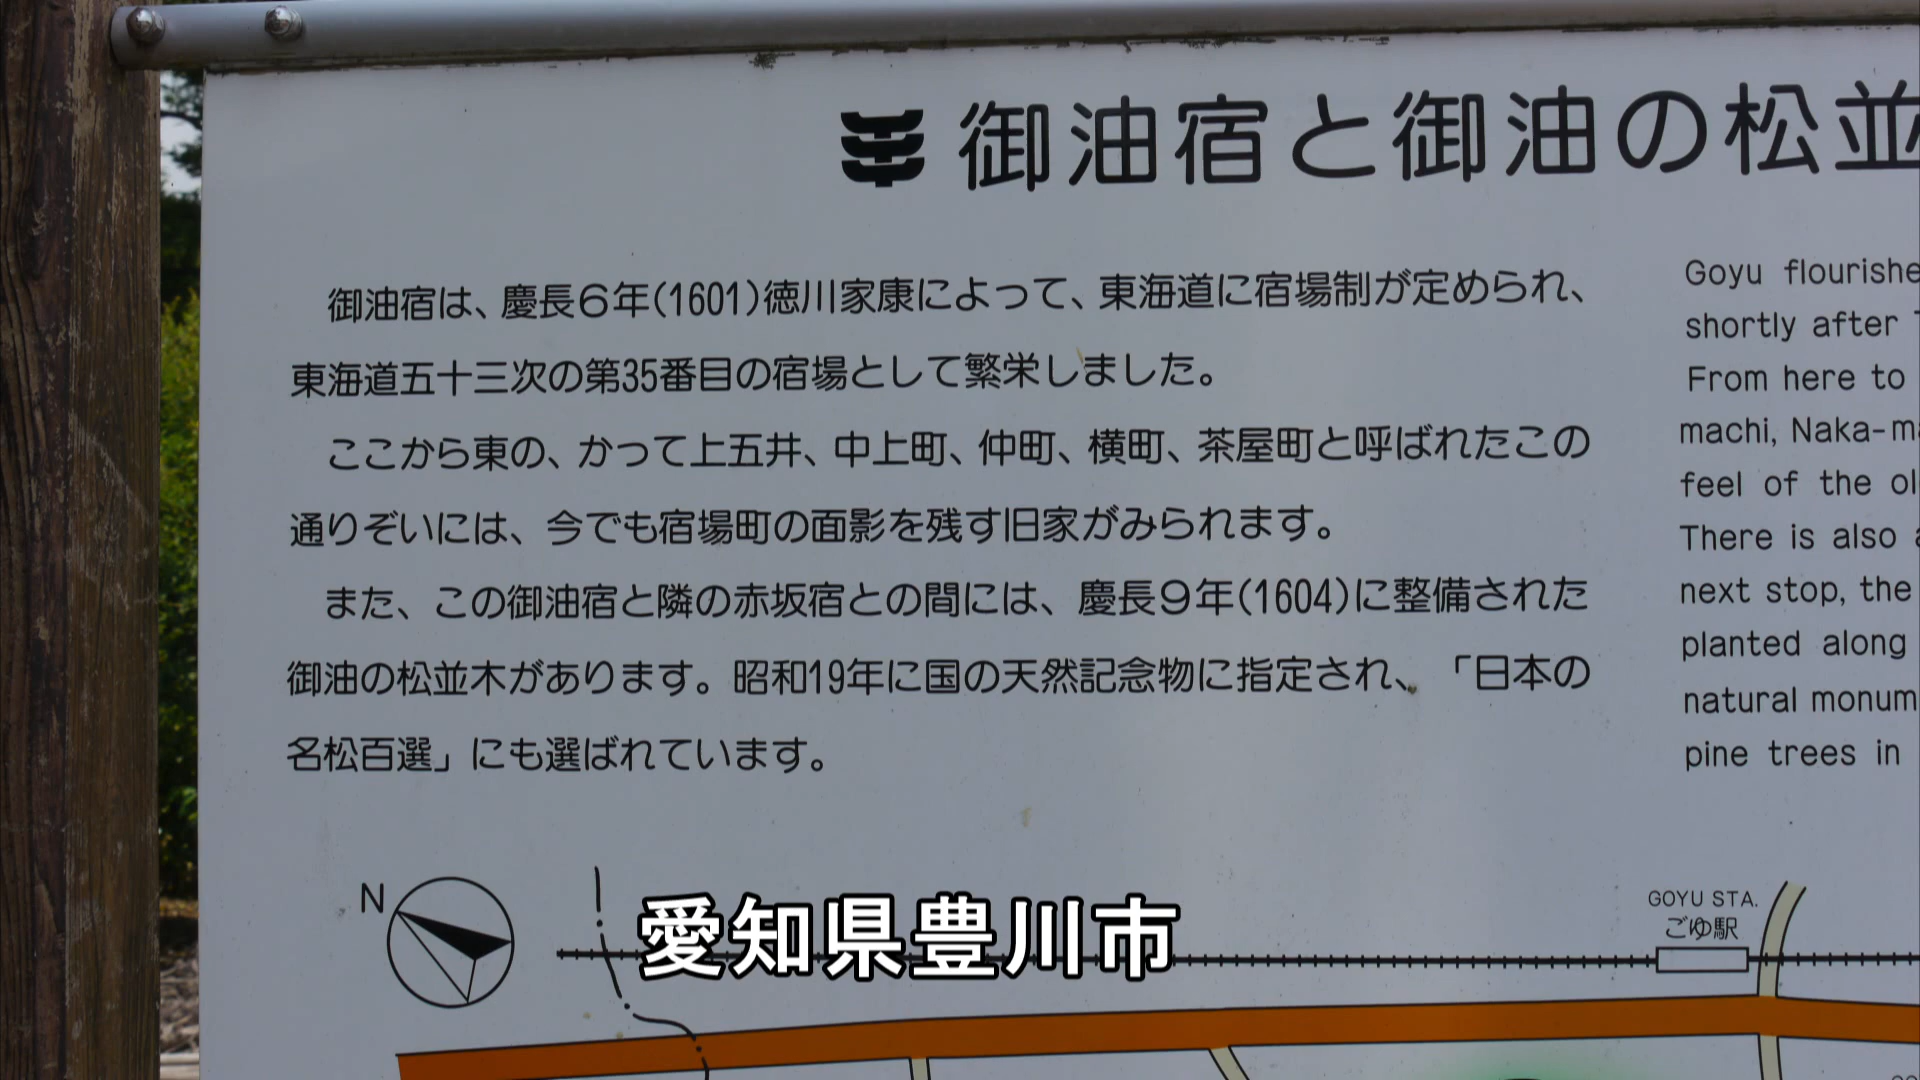 御油宿と御油の松並
御油宿は、慶長6年(1601)徳川家康によって、東海道に宿場制が定められ、
東海道五十三次の第35番目の宿場として繁栄しました。
ここから東の、かって上五井、中上町、仲町、横町、茶屋町と呼ばれたこの
通りぞいには、今でも宿場町の面影を残す旧家がみられます。
また、この御油宿と隣の赤坂宿との間には、慶長9年(1604)に整備された
御油の松並木があります。昭和19年に国の天然記念物に指定され、「日本の
名松百選」にも選ばれています。
Goyu flourishe
shortly after
From here to
machi, Naka-m
feel of the ol
There is also
next stop, the
planted along
natural monum
pine trees in
N
愛知県豊川市
GOYU STA.
ごゆ駅